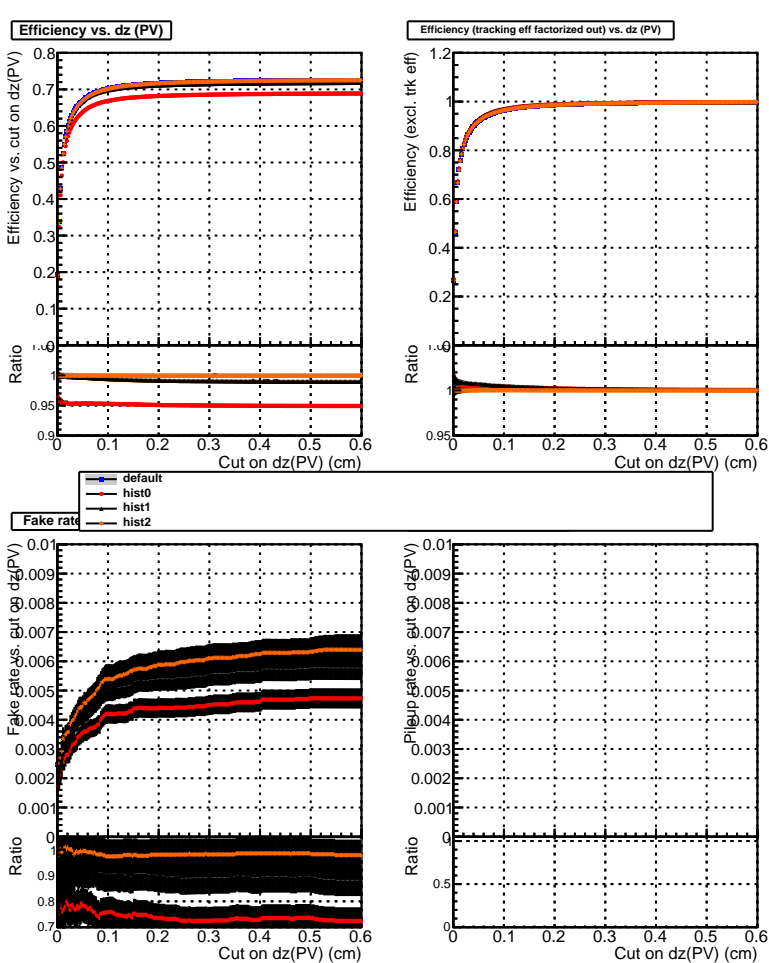 Efficiency vs. dz (PV)
Efficiency vs. cut on dz(PV)
0.8
0.7
0.6
0.5
0.4
0.3
0.2
0.1
0
Ratio
1
0.95
0.9
0 0.1 0.2 0.3 0.4 0.5 0.6
Cut on dz(PV) (cm)
Efficiency (tracking eff factorized out) vs. dz (PV)
Efficiency (excl. trk eff)
1.2
1
0.8
0.6
0.4
0.2
0
Ratio
1
0.95
0 0.1 0.2 0.3 0.4 0.5 0.6
Cut on dz(PV) (cm)
default
hist0
hist1
hist2
Fake rate
Fake rate vs. cut on dz(PV)
0.01
0.009
0.008
0.007
0.006
0.005
0.004
0.003
0.002
0.001
0
Ratio
1
0.9
0.8
0.7
0 0.1 0.2 0.3 0.4 0.5 0.6
Cut on dz(PV) (cm)
Pileup rate vs. cut on dz(PV)
0.01
0.009
0.008
0.007
0.006
0.005
0.004
0.003
0.002
0.001
0
Ratio
1
0.5
0
0 0.1 0.2 0.3 0.4 0.5 0.6
Cut on dz(PV) (cm)